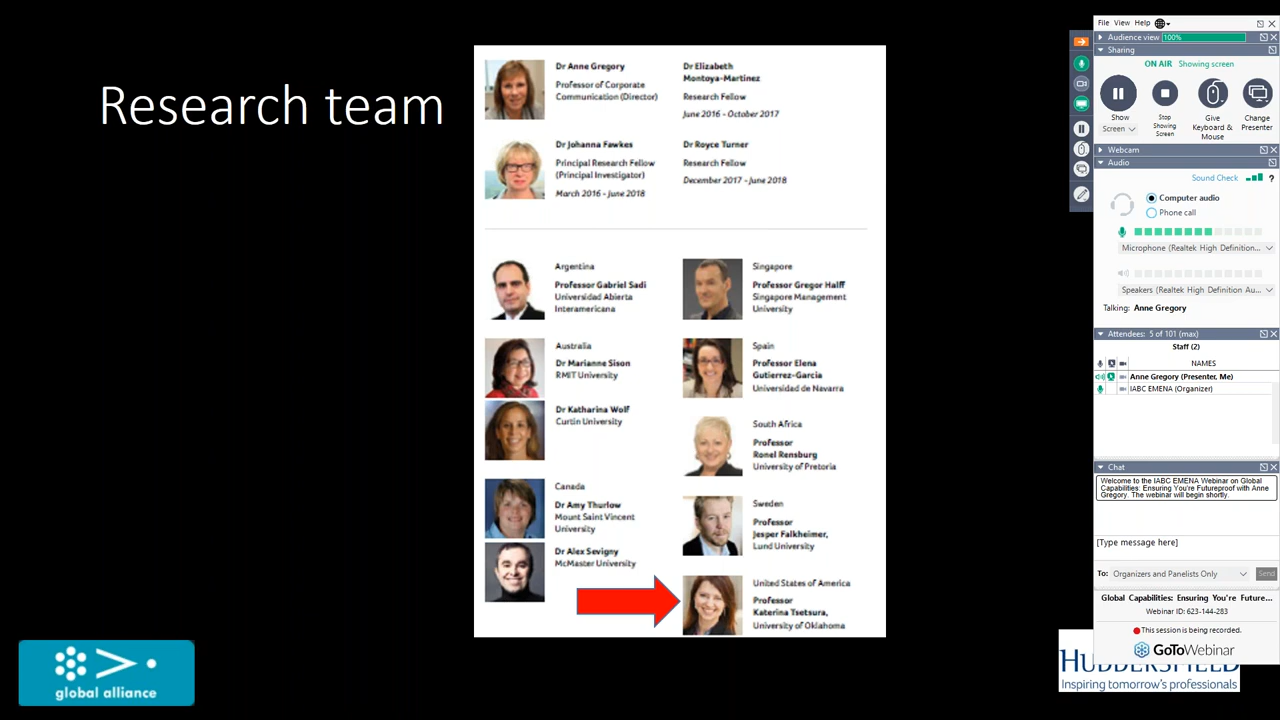 Research team
Dr Anne Gregory
Professor of Corporate
Communication (Director)
Dr Elizabeth
Montoya-Martinez
Research Fellow
June 2016 - October 2017
Dr Johanna Fawkes
Principal Research Fellow
(Principal Investigator)
March 2016 - June 2018
Dr Royce Turner
Research Fellow
December 2017 - June 2018
Argentina
Professor Gabriel Sadi
Universidad Abierta
Interamericana
Australia
Dr Marianne Sison
RMIT University
Dr Katharina Wolf
Curtin University
Canada
Dr Amy Thurlow
Mount Saint Vincent
University
Dr Alex Sevigny
McMaster University
Singapore
Professor Gregor Halff
Singapore Management
University
Spain
Professor Elena
Gutierrez-Garcia
Universidad de Navarra
South Africa
Professor
Ronel Rensburg
University of Pretoria
Sweden
Professor
Jesper Falkheimer,
Lund University
United States of America
Professor
Katerina Tsetsura,
University of Oklahoma
global alliance
HUDDERSFIELD
Inspiring tomorrow's professionals
File View Help
Audience view 100%
Sharing
ON AIR Showing screen
Show
Screen
Stop
Showing
Screen
Give
Keyboard &
Mouse
Change
Presenter
Webcam
Audio
Sound Check ?
Computer audio
Phone call
Microphone (Realtek High Definition...
Speakers (Realtek High Definition Au...
Talking: Anne Gregory
Attendees: 5 of 101 (max)
Staff (2)
NAMES
Anne Gregory (Presenter, Me)
IABC EMENA (Organizer)
Chat
Welcome to the IABC EMENA Webinar on Global
Capabilities: Ensuring You're Futureproof with Anne
Gregory. The webinar will begin shortly.
[Type message here]
To: Organizers and Panelists Only
Send
Global Capabilities: Ensuring You're Future...
Webinar ID: 623-144-283
This session is being recorded.
GoToWebinar